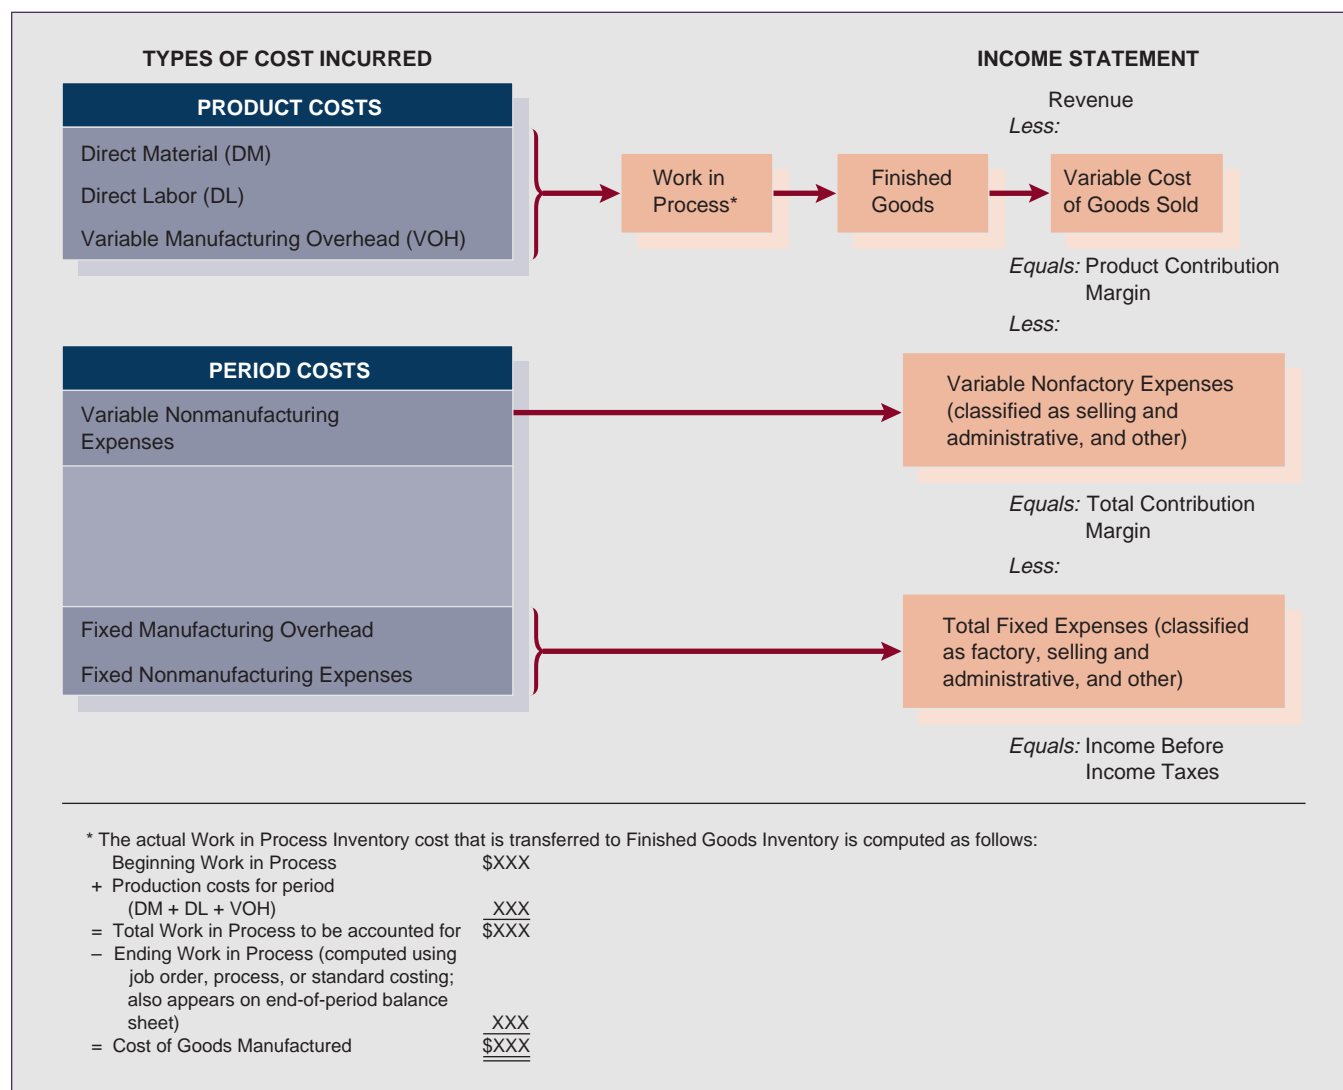 TYPES OF COST INCURRED
INCOME STATEMENT
PRODUCT COSTS
Direct Material (DM)
Direct Labor (DL)
Variable Manufacturing Overhead (VOH)
Work in
Process*
Finished
Goods
Revenue
Less:
Variable Cost
of Goods Sold
Equals: Product Contribution
Margin
Less:
PERIOD COSTS
Variable Nonmanufacturing
Expenses
Variable Nonfactory Expenses
(classified as selling and
administrative, and other)
Equals: Total Contribution
Margin
Less:
Fixed Manufacturing Overhead
Fixed Nonmanufacturing Expenses
Total Fixed Expenses (classified
as factory, selling and
administrative, and other)
Equals: Income Before
Income Taxes
* The actual Work in Process Inventory cost that is transferred to Finished Goods Inventory is computed as follows:
Beginning Work in Process $XXX
+ Production costs for period
(DM + DL + VOH) XXX
= Total Work in Process to be accounted for $XXX
– Ending Work in Process (computed using
job order, process, or standard costing;
also appears on end-of-period balance
sheet) XXX
= Cost of Goods Manufactured $XXX